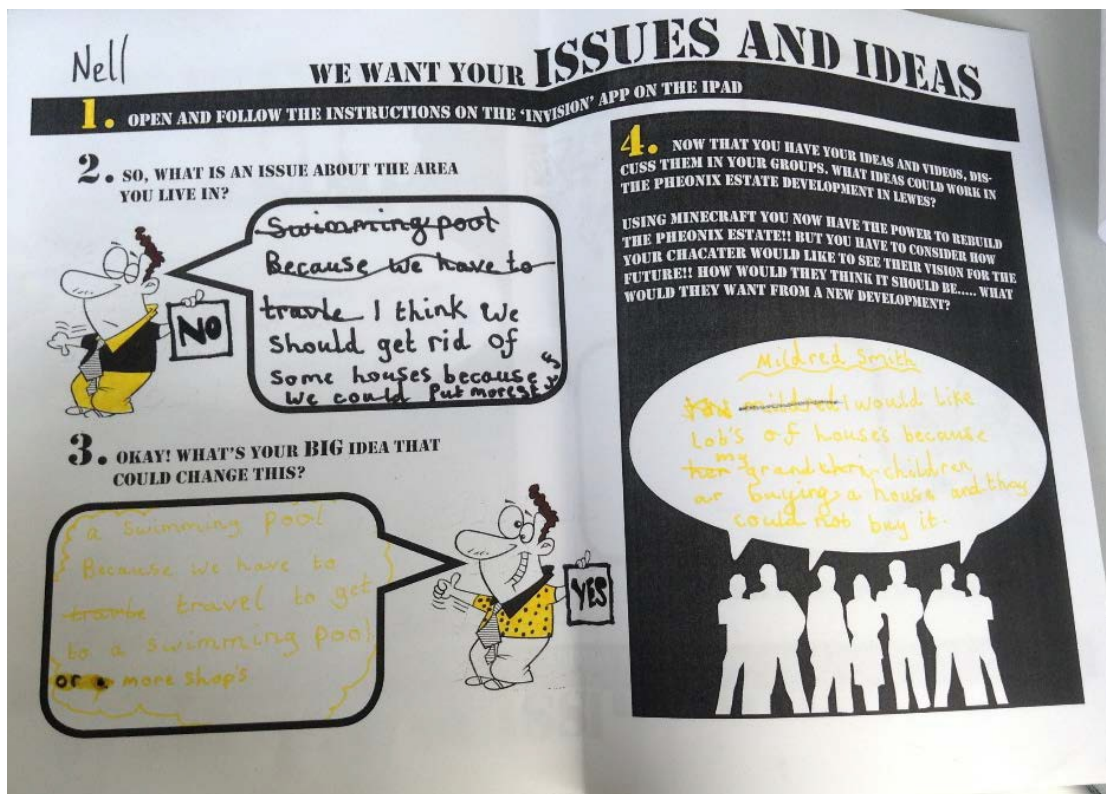 Nell
WE WANT YOUR ISSUES AND IDEAS
1. OPEN AND FOLLOW THE INSTRUCTIONS ON THE 'INVISION' APP ON THE IPAD
2. SO, WHAT IS AN ISSUE ABOUT THE AREA
YOU LIVE IN?
Swimming pool
Because we have to
travle I think we
should get rid of
some houses because
we could put more
NO
3. OKAY! WHAT'S YOUR BIG IDEA THAT
COULD CHANGE THIS?
a swimming pool
Because we have to
travel to get
to a swimming pool
or a more shop's
YES
4. NOW THAT YOU HAVE YOUR IDEAS AND VIDEOS, DIS-
CUSS THEM IN YOUR GROUPS. WHAT IDEAS COULD WORK IN
THE PHEONIX ESTATE DEVELOPMENT IN LEWES?
USING MINECRAFT YOU NOW HAVE THE POWER TO REBUILD
THE PHEONIX ESTATE!! BUT YOU HAVE TO CONSIDER HOW
YOUR CHACATER WOULD LIKE TO SEE THEIR VISION FOR THE
FUTURE!! HOW WOULD THEY THINK IT SHOULD BE..... WHAT
WOULD THEY WANT FROM A NEW DEVELOPMENT?
Mildred Smith
mildred I would like
lob's of houses because
her my grand children
ar buying a house and they
could not buy it.